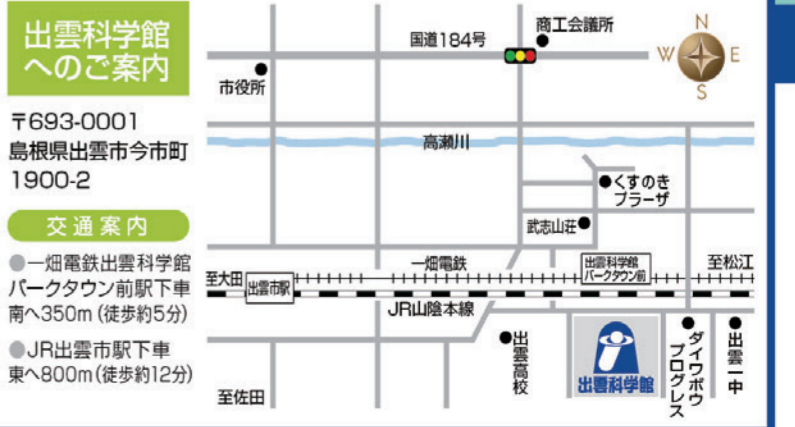 出雲科学館
へのご案内
〒693-0001
島根県出雲市今市町
1900-2
交通案内
●一畑電鉄出雲科学館
パークタウン前駅下車
南へ350m(徒歩約5分)
●JR出雲市駅下車
東へ800m(徒歩約12分)
国道184号
商工会議所
市役所
N
W
E
S
高瀬川
くすのき
プラーザ
武志山荘
一畑電鉄
出雲科学館
パークタウン前
至松江
至大田
出雲市駅
JR山陰本線
出雲高校
出雲科学館
ダイワボウ
プログレス
出雲一中
至佐田